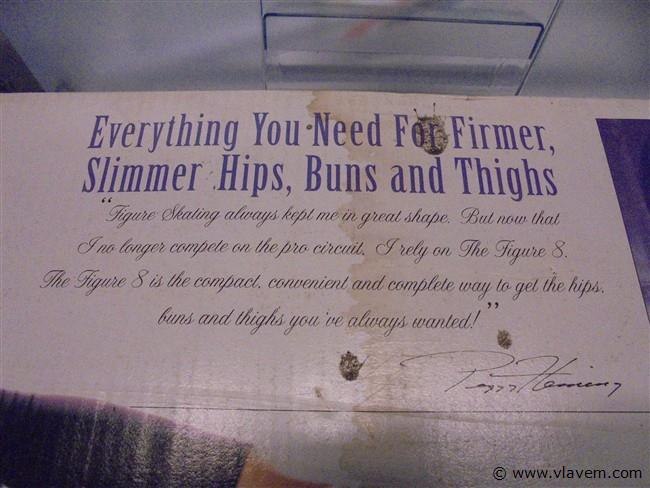 Everything You Need For Firmer,
Slimmer Hips, Buns and Thighs
"Figure Skating always kept me in great shape. But now that
I no longer compete on the pro circuit, I rely on The Figure 8.
The Figure 8 is the compact, convenient and complete way to get the hips,
buns and thighs you've always wanted!"
Peggy Fleming
© www.vlavem.com